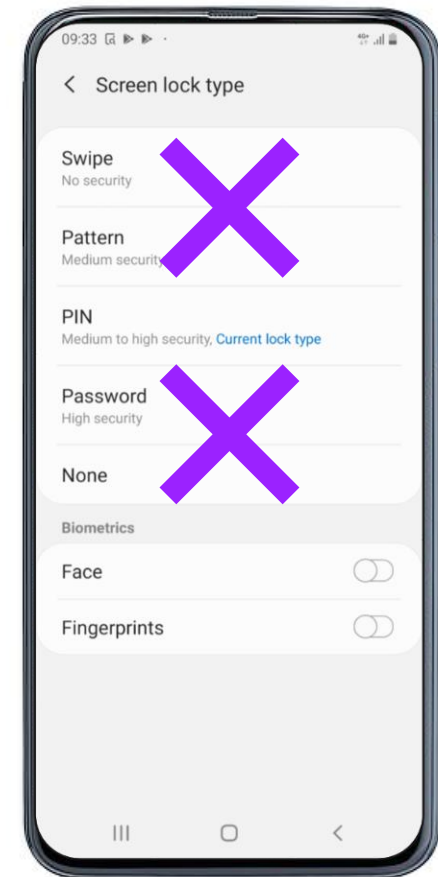 09:33
Screen lock type
Swipe
No security
Pattern
Medium security
PIN
Medium to high security, Current lock type
Password
High security
None
Biometrics
Face
Fingerprints